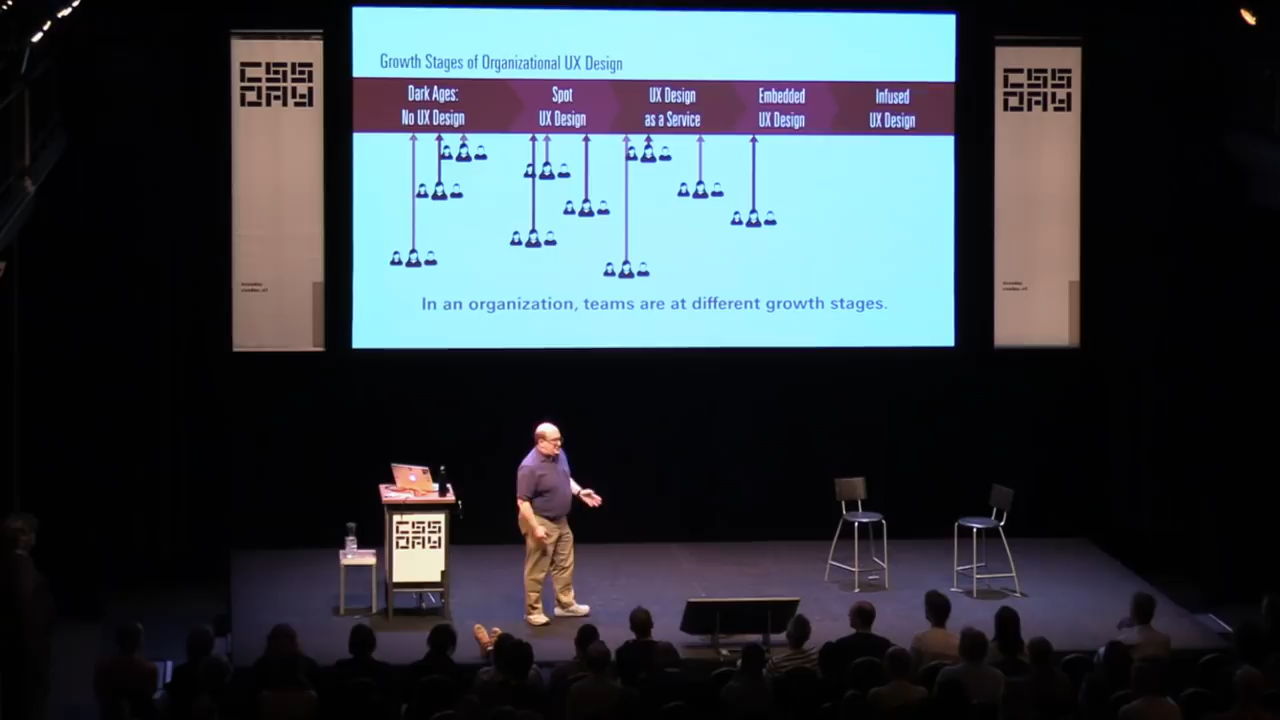 Growth Stages of Organizational UX Design
Dark Ages:
No UX Design
Spot
UX Design
UX Design
as a Service
Embedded
UX Design
Infused
UX Design
In an organization, teams are at different growth stages.
CSS
DAY
CSS
DAY
CSS
DAY